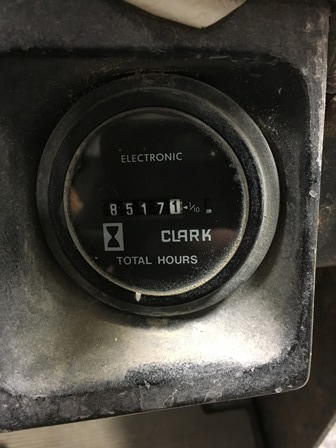 ELECTRONIC
85171 ◄1/10
CLARK
TOTAL HOURS